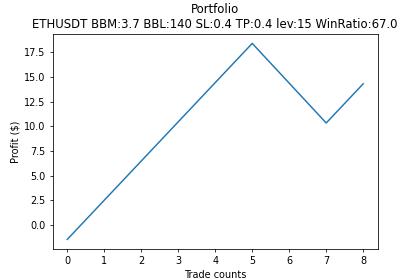 Portfolio
ETHUSDT BBM:3.7 BBL:140 SL:0.4 TP:0.4 lev:15 WinRatio:67.0
17.5
15.0
12.5
10.0
7.5
5.0
2.5
0.0
Profit ($)
0 1 2 3 4 5 6 7 8
Trade counts